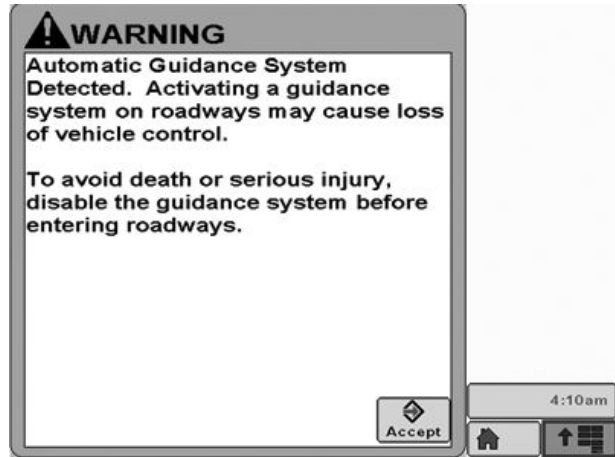 WARNING
Automatic Guidance System
Detected. Activating a guidance
system on roadways may cause loss
of vehicle control.
To avoid death or serious injury,
disable the guidance system before
entering roadways.
Accept
4:10am